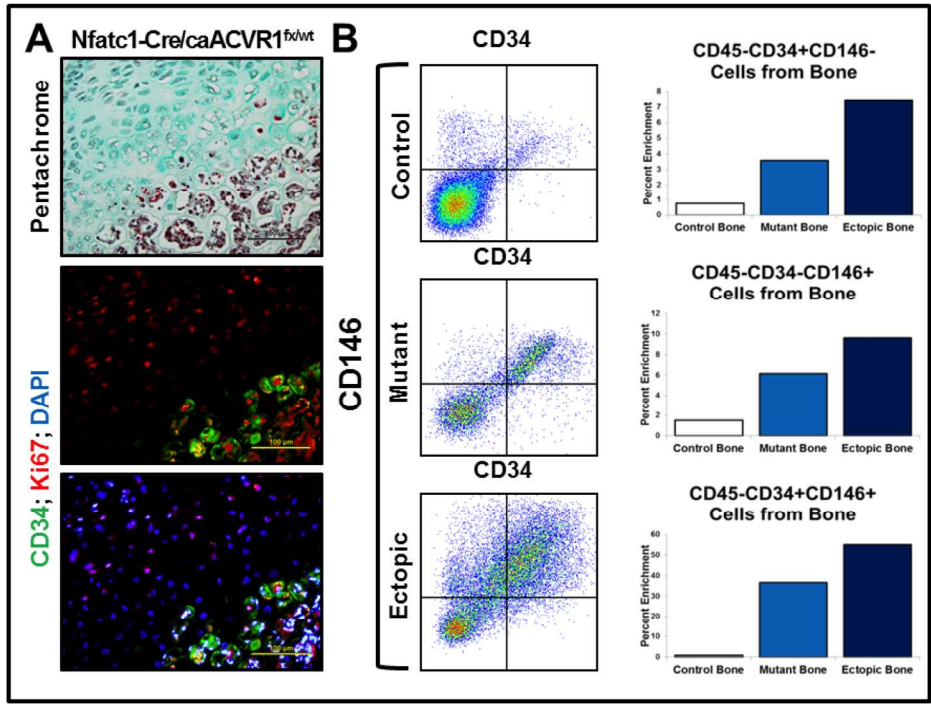 A
Nfatc1-Cre/caACVR1fx/wt
Pentachrome
CD34; Ki67; DAPI
100 µm
100 µm
B
CD146
CD34
Control
CD34
Mutant
CD34
Ectopic
CD45-CD34+CD146-
Cells from Bone
Percent Enrichment
8
7
6
5
4
3
2
1
0
Control Bone Mutant Bone Ectopic Bone
CD45-CD34-CD146+
Cells from Bone
Percent Enrichment
12
10
8
6
4
2
0
Control Bone Mutant Bone Ectopic Bone
CD45-CD34+CD146+
Cells from Bone
Percent Enrichment
60
50
40
30
20
10
0
Control Bone Mutant Bone Ectopic Bone